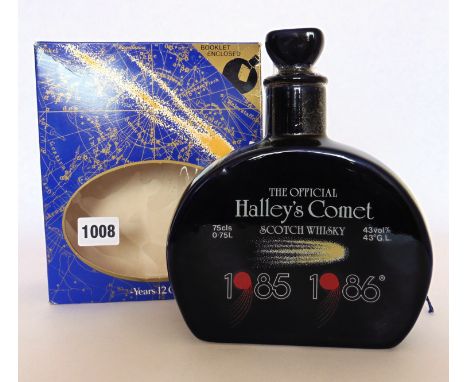 BOOKLET
ENCLOSED
1008
Years 12
THE OFFICIAL
Halley's Comet
SCOTCH WHISKY
75cls
0·75L
43vol%
43°G.L.
1985 1986°